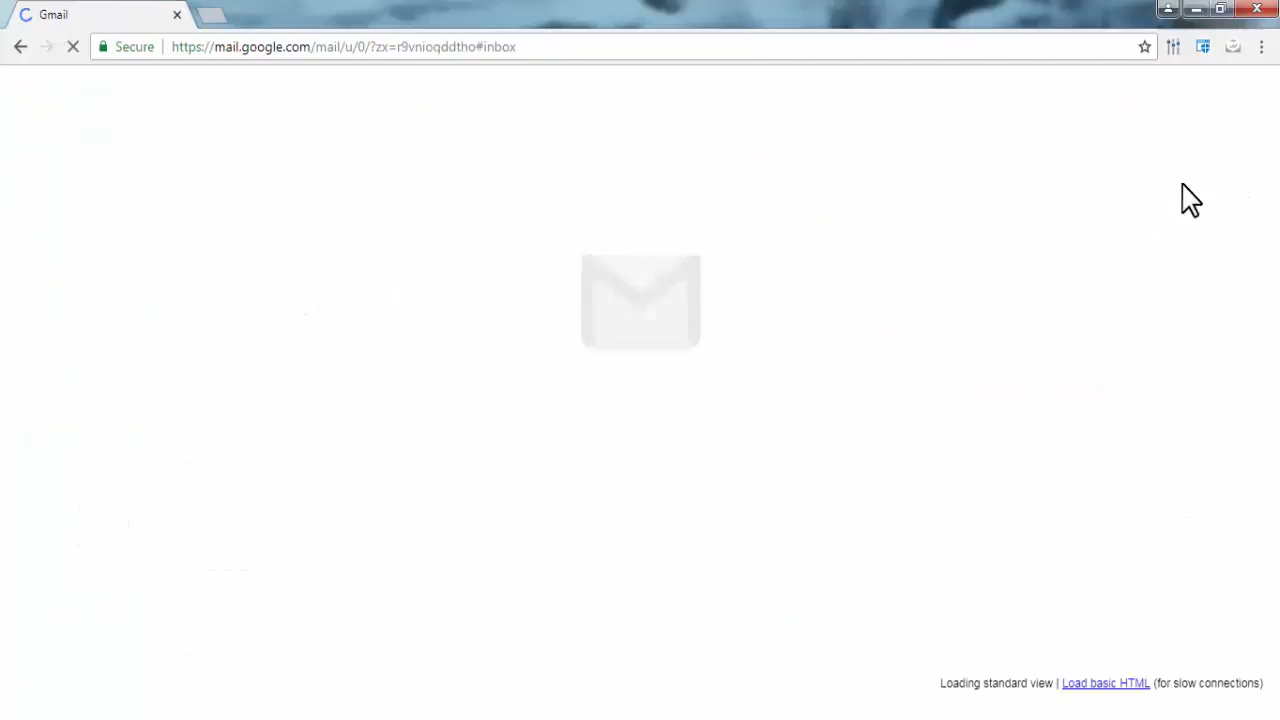 Gmail
Secure https://mail.google.com/mail/u/0/?zx=r9vnioqddtho#inbox
Loading standard view | Load basic HTML (for slow connections)